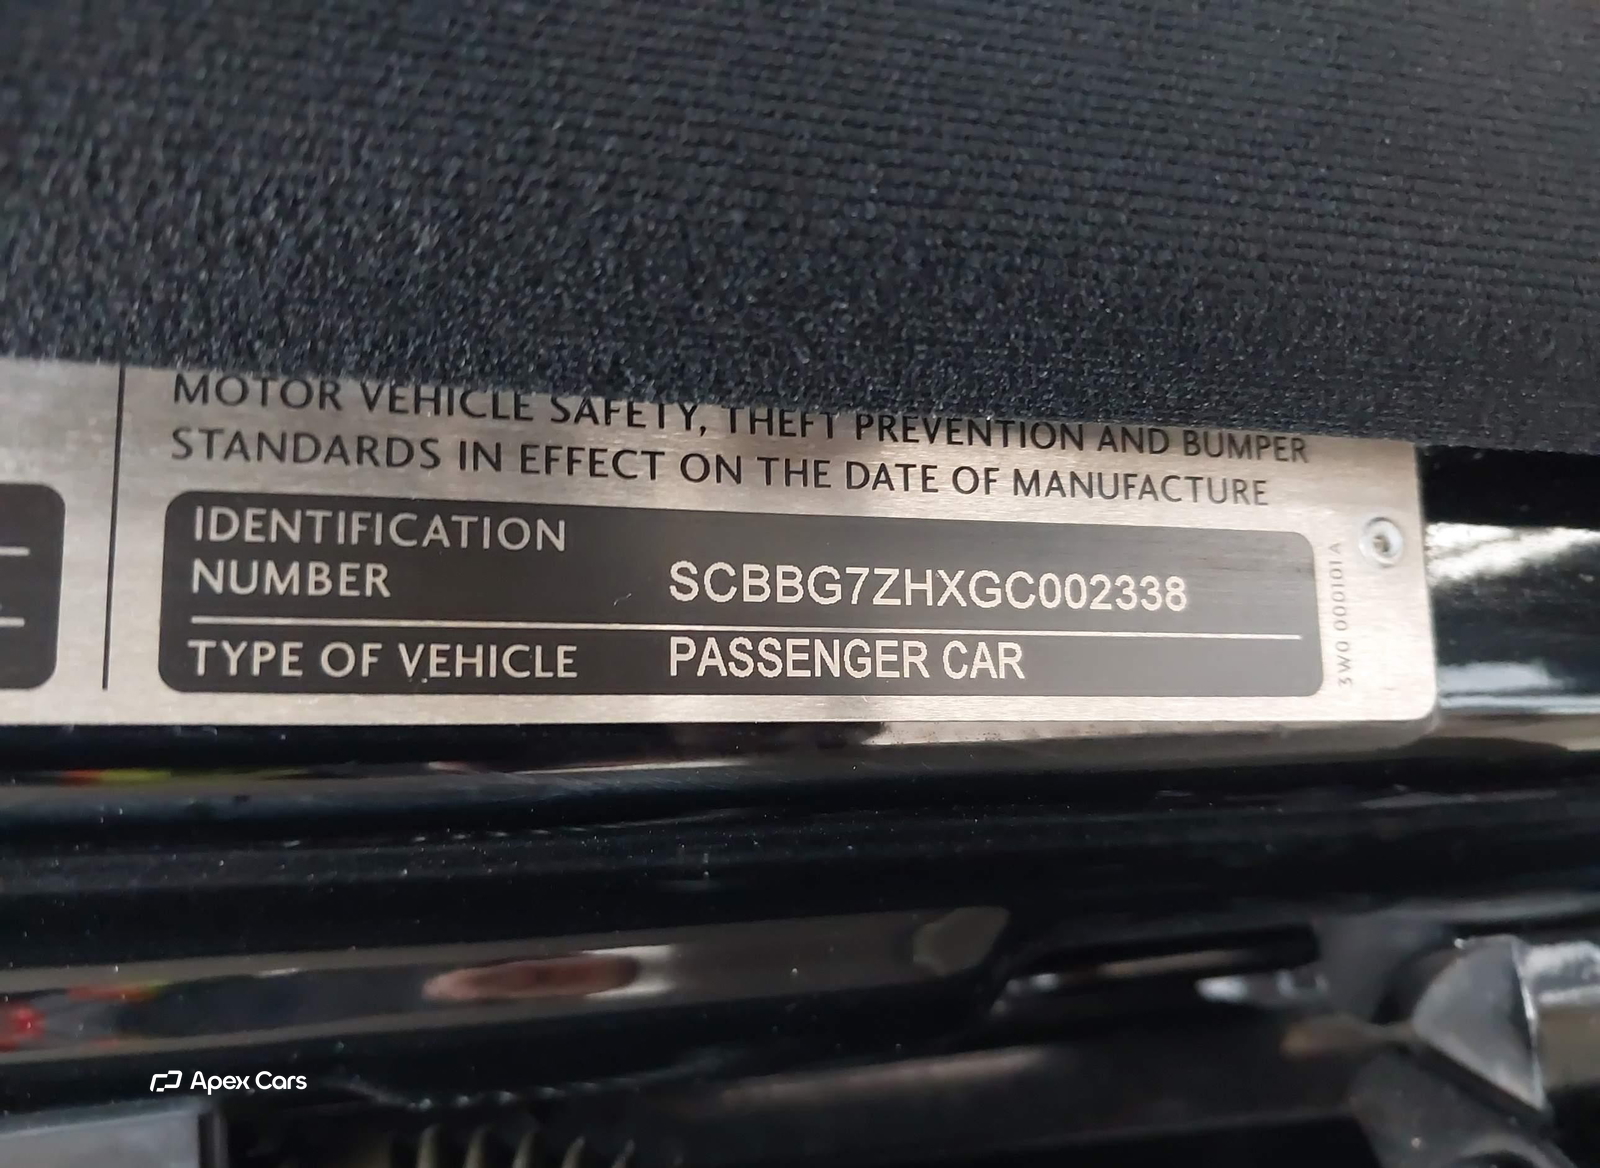 MOTOR VEHICLE SAFETY, THEFT PREVENTION AND BUMPER
STANDARDS IN EFFECT ON THE DATE OF MANUFACTURE
IDENTIFICATION
NUMBER SCBBG7ZHXGC002338
TYPE OF VEHICLE PASSENGER CAR
3W0 000101 A
Apex Cars